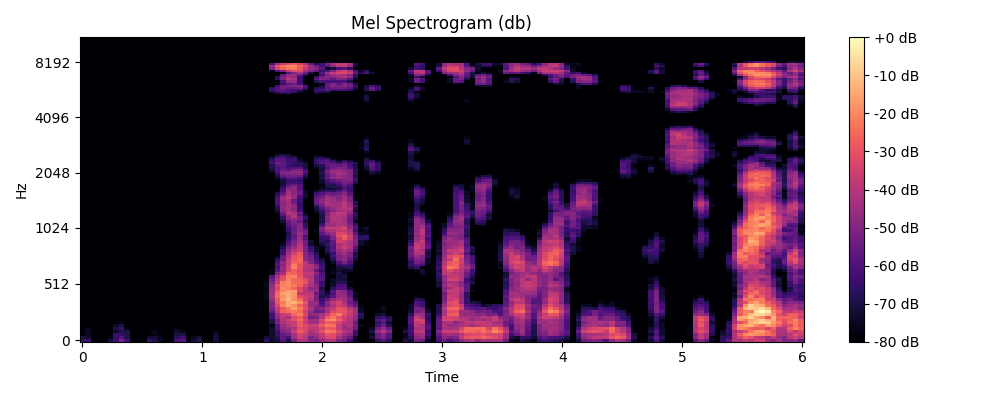 Mel Spectrogram (db)
8192
4096
2048
1024
512
0
Hz
0 1 2 3 4 5 6
Time
+0 dB
-10 dB
-20 dB
-30 dB
-40 dB
-50 dB
-60 dB
-70 dB
-80 dB